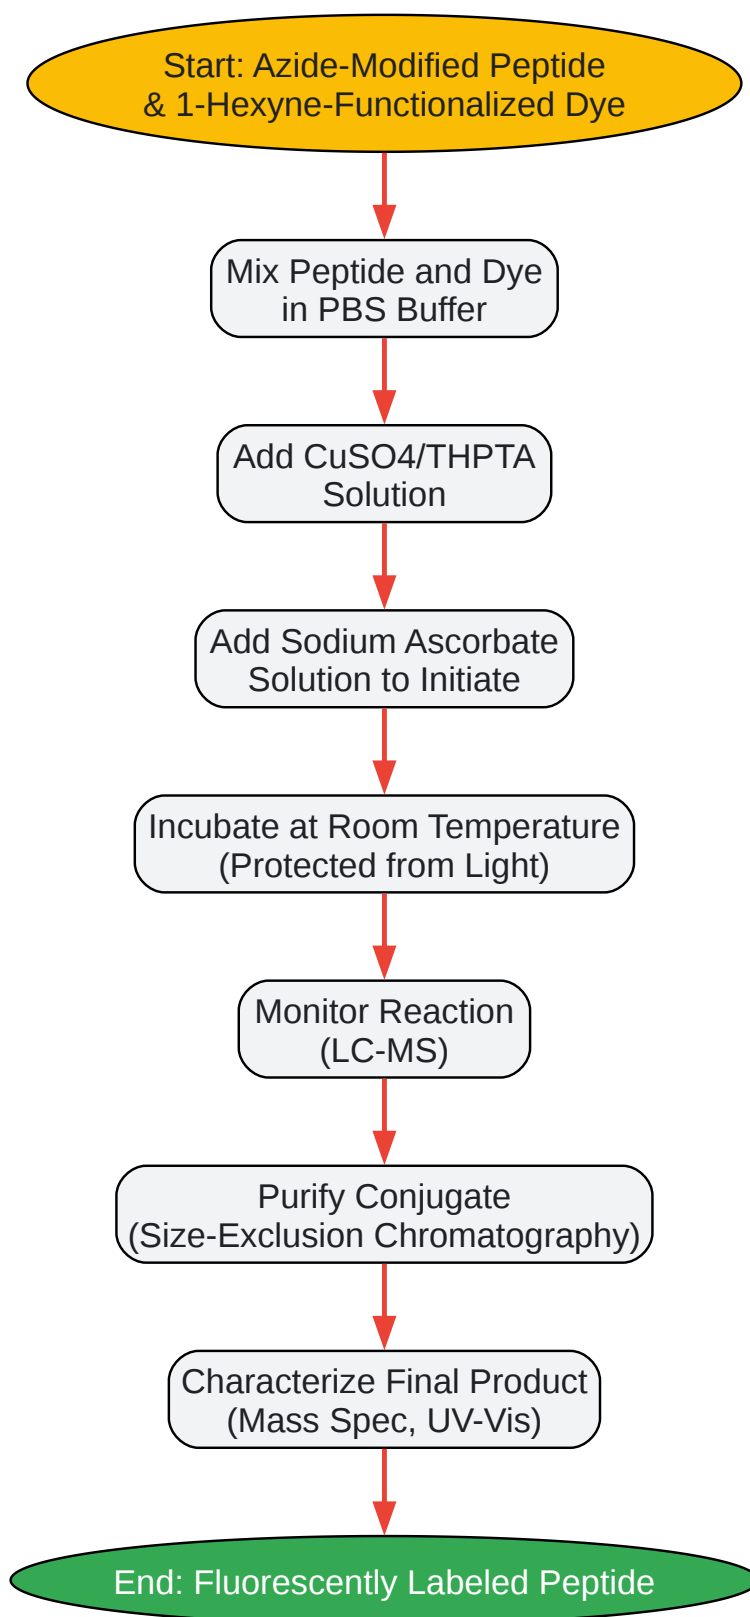 Start: Azide-Modified Peptide
& 1-Hexyne-Functionalized Dye
Mix Peptide and Dye
in PBS Buffer
Add CuSO4/THPTA
Solution
Add Sodium Ascorbate
Solution to Initiate
Incubate at Room Temperature
(Protected from Light)
Monitor Reaction
(LC-MS)
Purify Conjugate
(Size-Exclusion Chromatography)
Characterize Final Product
(Mass Spec, UV-Vis)
End: Fluorescently Labeled Peptide